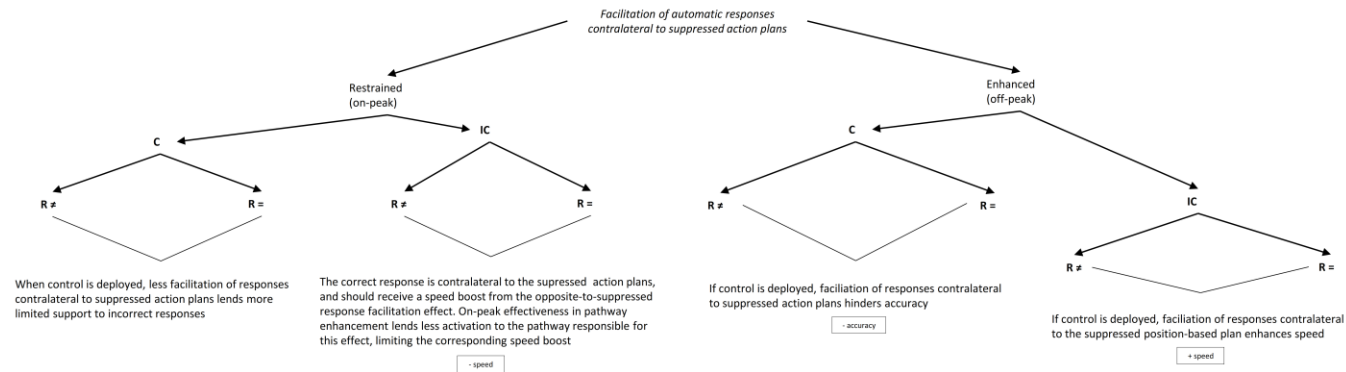 Facilitation of automatic responses
contralateral to suppressed action plans
Restrained
(on-peak)
Enhanced
(off-peak)
C
IC
C
IC
R ≠
R =
R ≠
R =
R ≠
R =
R ≠
R =
When control is deployed, less facilitation of responses
contralateral to suppressed action plans lends more
limited support to incorrect responses
The correct response is contralateral to the supressed action plans,
and should receive a speed boost from the opposite-to-suppressed
response facilitation effect. On-peak effectiveness in pathway
enhancement lends less activation to the pathway responsible for
this effect, limiting the corresponding speed boost
- speed
If control is deployed, faciliation of responses contralateral
to suppressed action plans hinders accuracy
- accuracy
If control is deployed, faciliation of responses contralateral
to the suppressed position-based plan enhances speed
+ speed